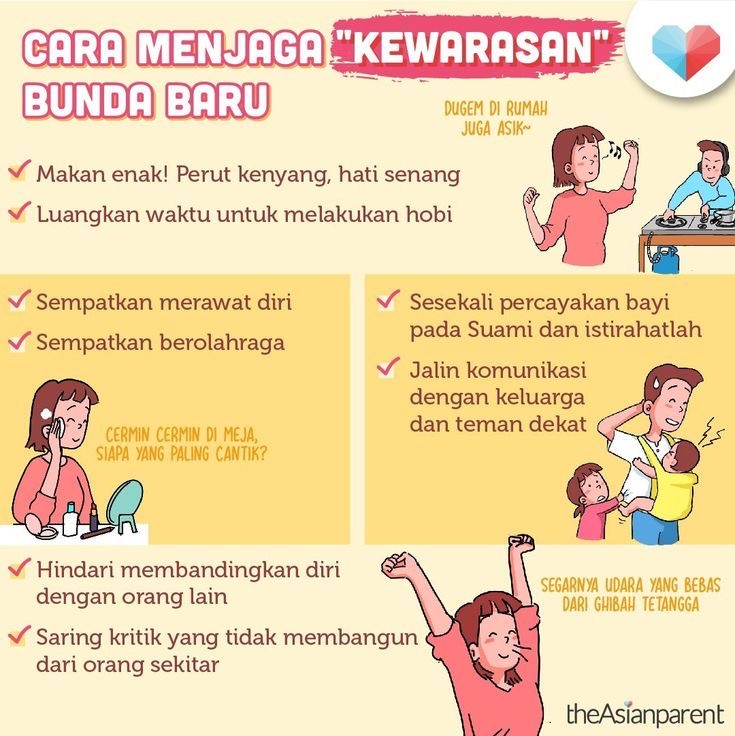 CARA MENJAGA "KEWARASAN"
BUNDA BARU
DUGEM DI RUMAH
JUGA ASIK~
Makan enak! Perut kenyang, hati senang
Luangkan waktu untuk melakukan hobi
Sempatkan merawat diri
Sempatkan berolahraga
CERMIN CERMIN DI MEJA,
SIAPA YANG PALING CANTIK?
Sesekali percayakan bayi
pada Suami dan istirahatlah
Jalin komunikasi
dengan keluarga
dan teman dekat
Hindari membandingkan diri
dengan orang lain
Saring kritik yang tidak membangun
dari orang sekitar
SEGARNYA UDARA YANG BEBAS
DARI GHIBAH TETANGGA
theAsianparent